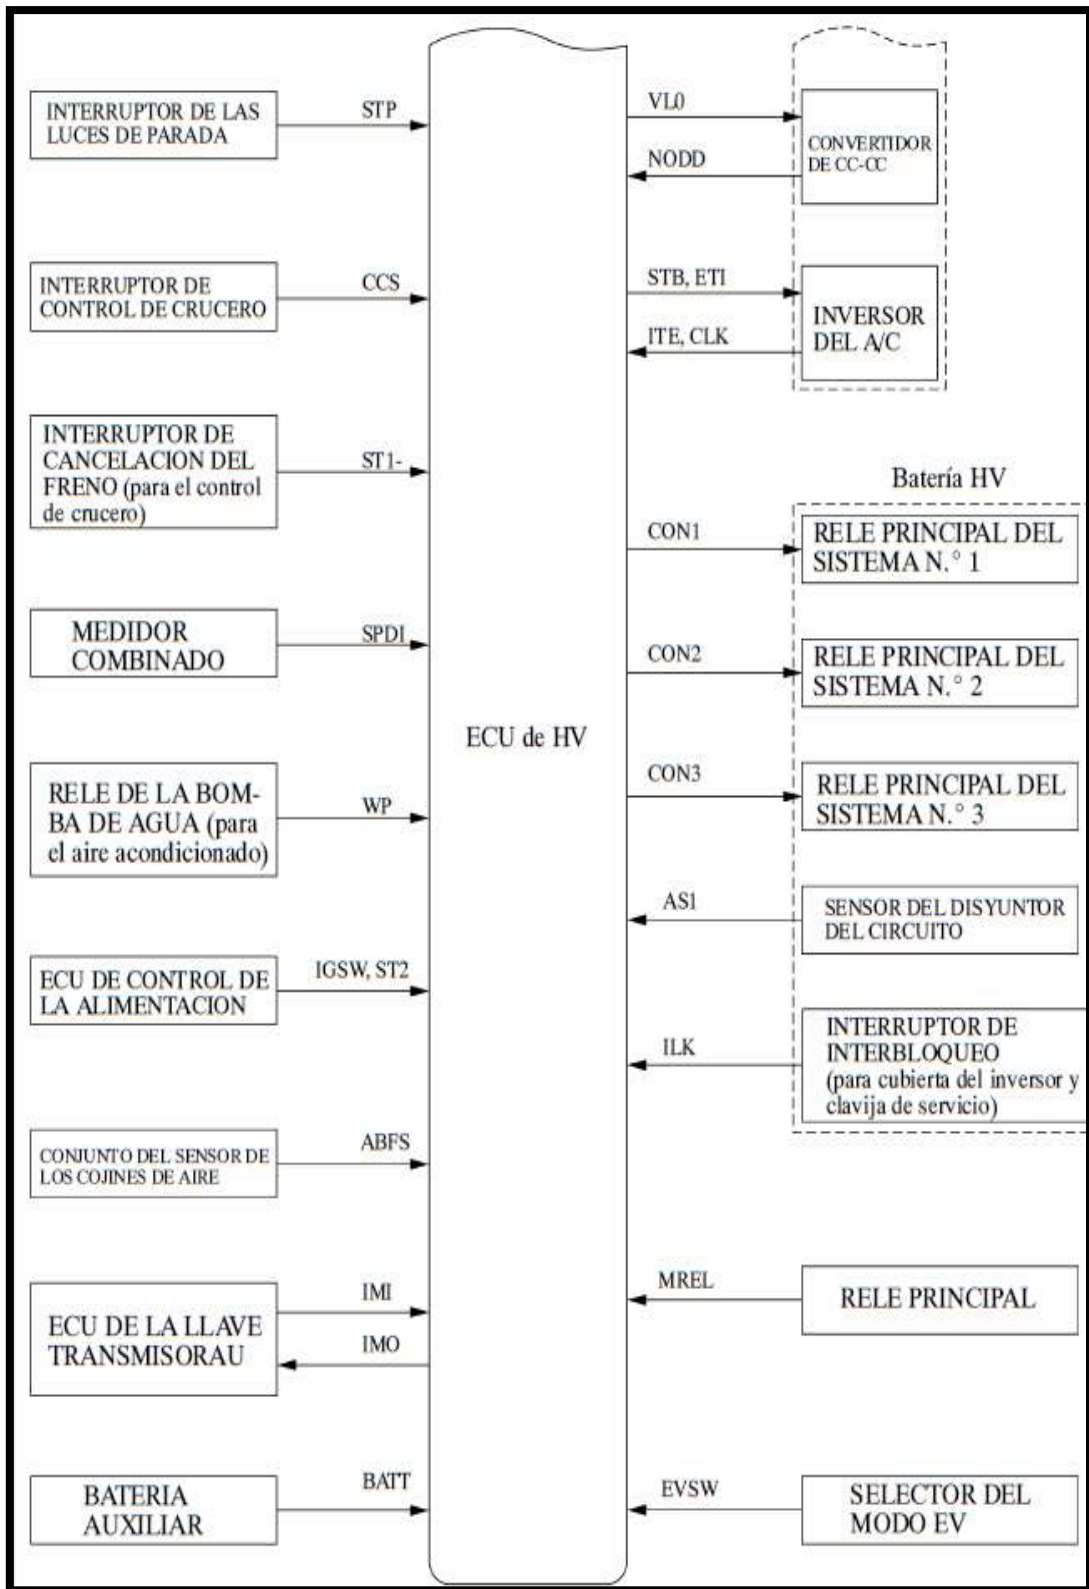 INTERRUPTOR DE LAS
LUCES DE PARADA
STP
INTERRUPTOR DE
CONTROL DE CRUCERO
CCS
INTERRUPTOR DE
CANCELACION DEL
FRENO (para el control
de crucero)
ST1-
MEDIDOR
COMBINADO
SPDI
RELE DE LA BOM-
BA DE AGUA (para
el aire acondicionado)
WP
ECU DE CONTROL DE
LA ALIMENTACION
IGSW, ST2
CONJUNTO DEL SENSOR DE
LOS COJINES DE AIRE
ABFS
ECU DE LA LLAVE
TRANSMISORAU
IMI
IMO
BATERIA
AUXILIAR
BATT
ECU de HV
VL0
NODD
CONVERTIDOR
DE CC-CC
STB, ETI
ITE, CLK
INVERSOR
DEL A/C
Batería HV
CON1
RELE PRINCIPAL DEL
SISTEMA N.° 1
CON2
RELE PRINCIPAL DEL
SISTEMA N.° 2
CON3
RELE PRINCIPAL DEL
SISTEMA N.° 3
AS1
SENSOR DEL DISYUNTOR
DEL CIRCUITO
ILK
INTERRUPTOR DE
INTERBLOQUEO
(para cubierta del inversor y
clavija de servicio)
MREL
RELE PRINCIPAL
EVSW
SELECTOR DEL
MODO EV